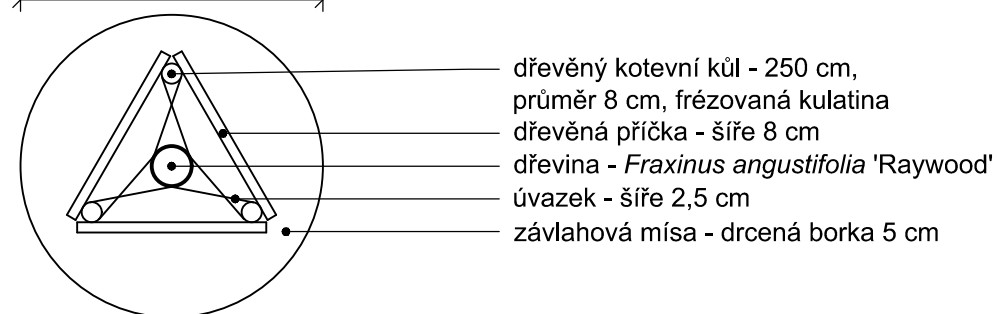 dřevěný kotevní kůl - 250 cm,
průměr 8 cm, frézovaná kulatina
dřevěná příčka - šíře 8 cm
dřevina - Fraxinus angustifolia 'Raywood'
úvazek - šíře 2,5 cm
závlahová mísa - drcená borka 5 cm